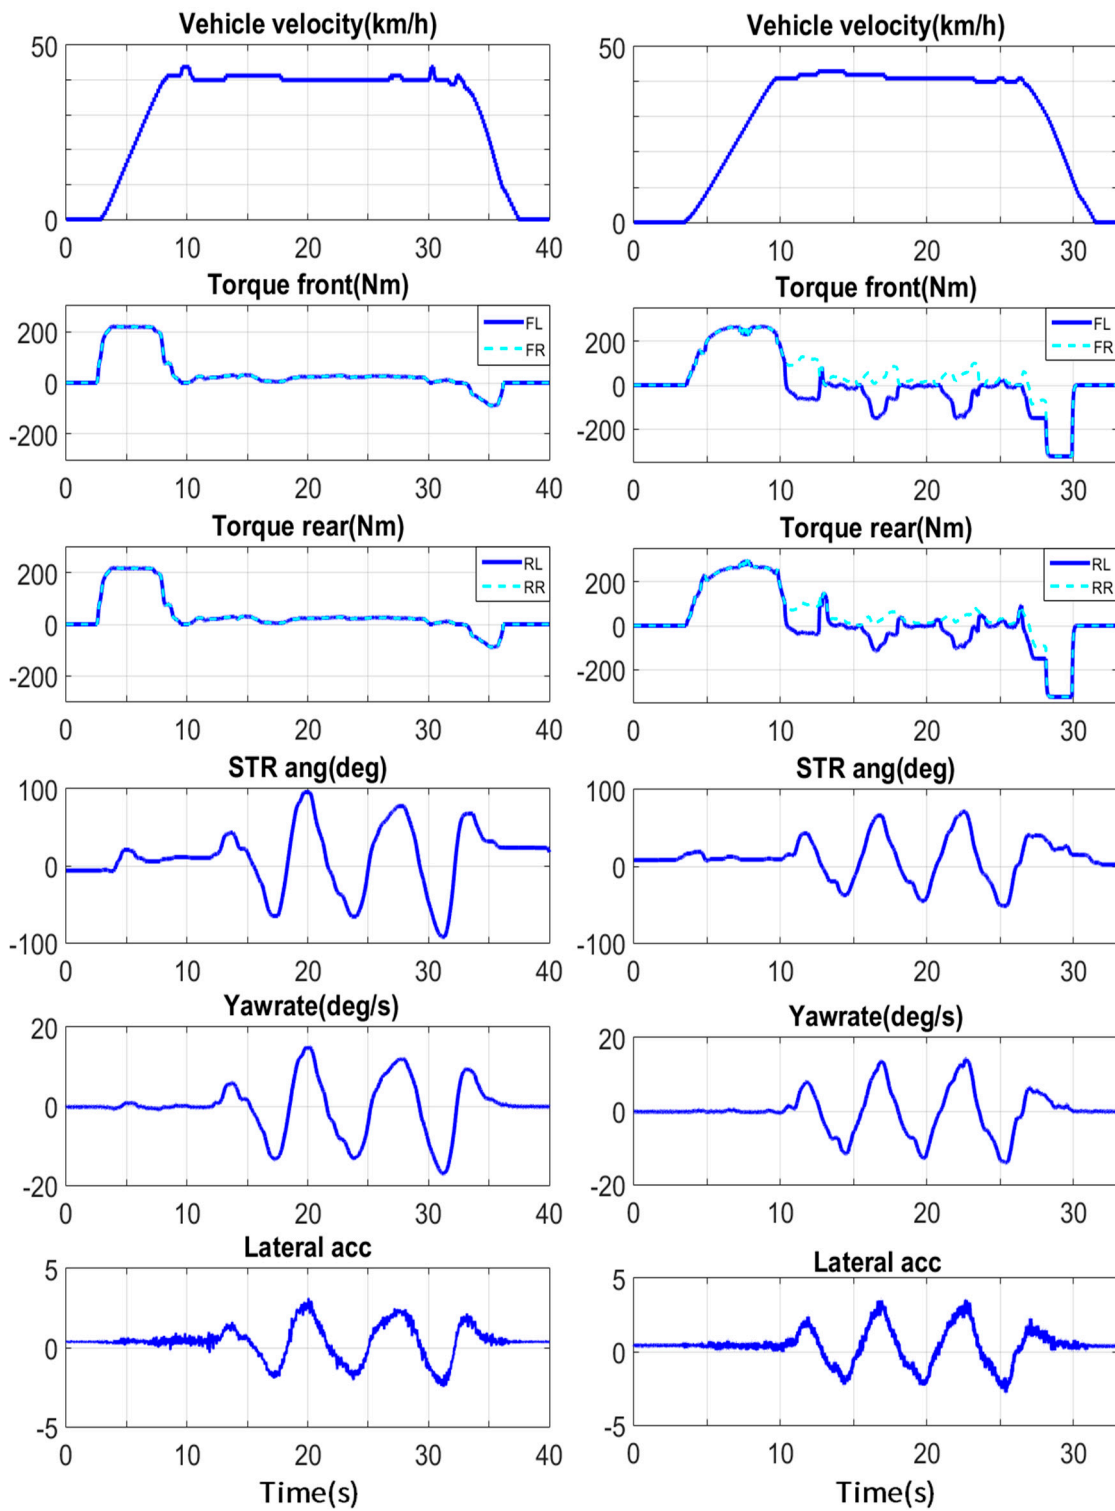 Vehicle velocity(km/h)
50
0
0 10 20 30 40
Torque front(Nm)
200
0
-200
FL
FR
0 10 20 30 40
Torque rear(Nm)
200
0
-200
RL
RR
0 10 20 30 40
STR ang(deg)
100
0
-100
0 10 20 30 40
Yawrate(deg/s)
20
0
-20
0 10 20 30 40
Lateral acc
5
0
-5
0 10 20 30 40
Time(s)
Vehicle velocity(km/h)
50
0
0 10 20 30
Torque front(Nm)
200
0
-200
FL
FR
0 10 20 30
Torque rear(Nm)
200
0
-200
RL
RR
0 10 20 30
STR ang(deg)
100
0
-100
0 10 20 30
Yawrate(deg/s)
20
0
-20
0 10 20 30
Lateral acc
5
0
-5
0 10 20 30
Time(s)